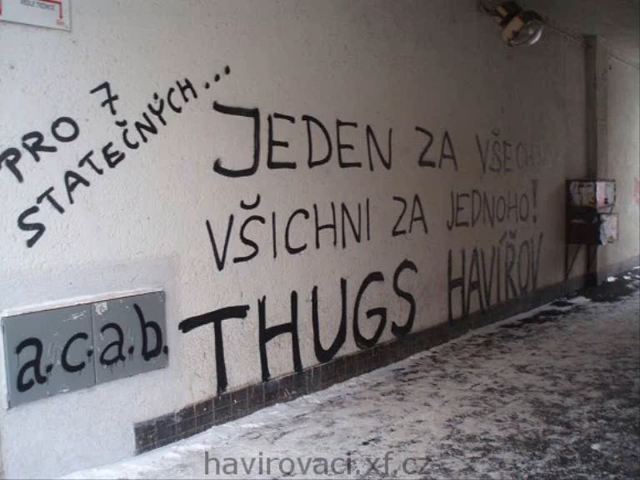 PRO 7
STATEČNÝCH...
JEDEN ZA VŠECHNY
VŠICHNI ZA JEDNOHO!
THUGS HAVÍŘOV
a.c.a.b.
havirovaci.xf.cz